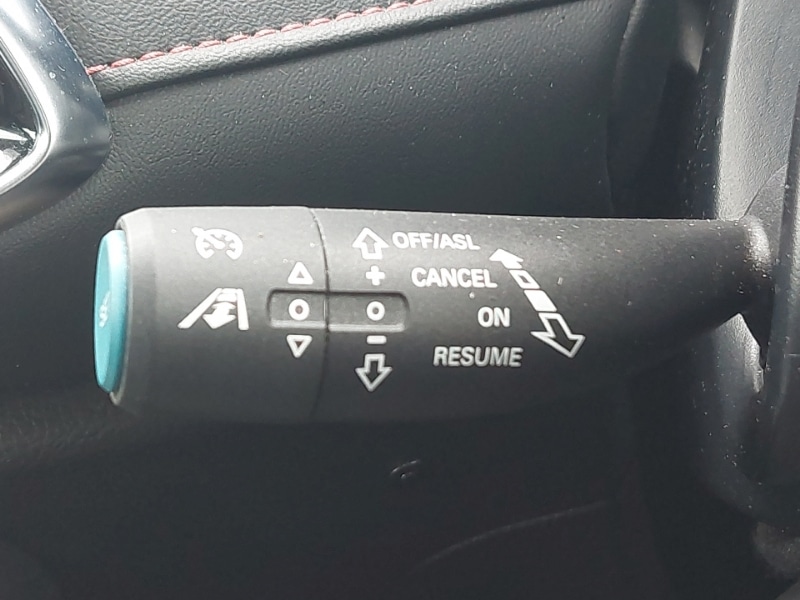 OFF/ASL
+
CANCEL
ON
-
RESUME